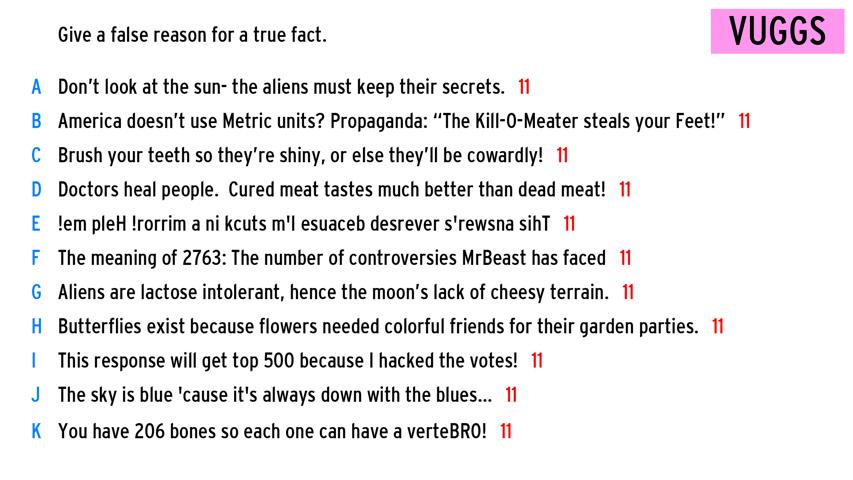 Give a false reason for a true fact.
VUGGS
A Don't look at the sun- the aliens must keep their secrets. 11
B America doesn't use Metric units? Propaganda: “The Kill-O-Meater steals your Feet!” 11
C Brush your teeth so they're shiny, or else they'll be cowardly! 11
D Doctors heal people.  Cured meat tastes much better than dead meat! 11
E !em pleH !rorrim a ni kcuts m'I esuaceb desrever s'rewsna sihT 11
F The meaning of 2763: The number of controversies MrBeast has faced 11
G Aliens are lactose intolerant, hence the moon's lack of cheesy terrain. 11
H Butterflies exist because flowers needed colorful friends for their garden parties. 11
I This response will get top 500 because I hacked the votes! 11
J The sky is blue 'cause it's always down with the blues... 11
K You have 206 bones so each one can have a verteBRO! 11